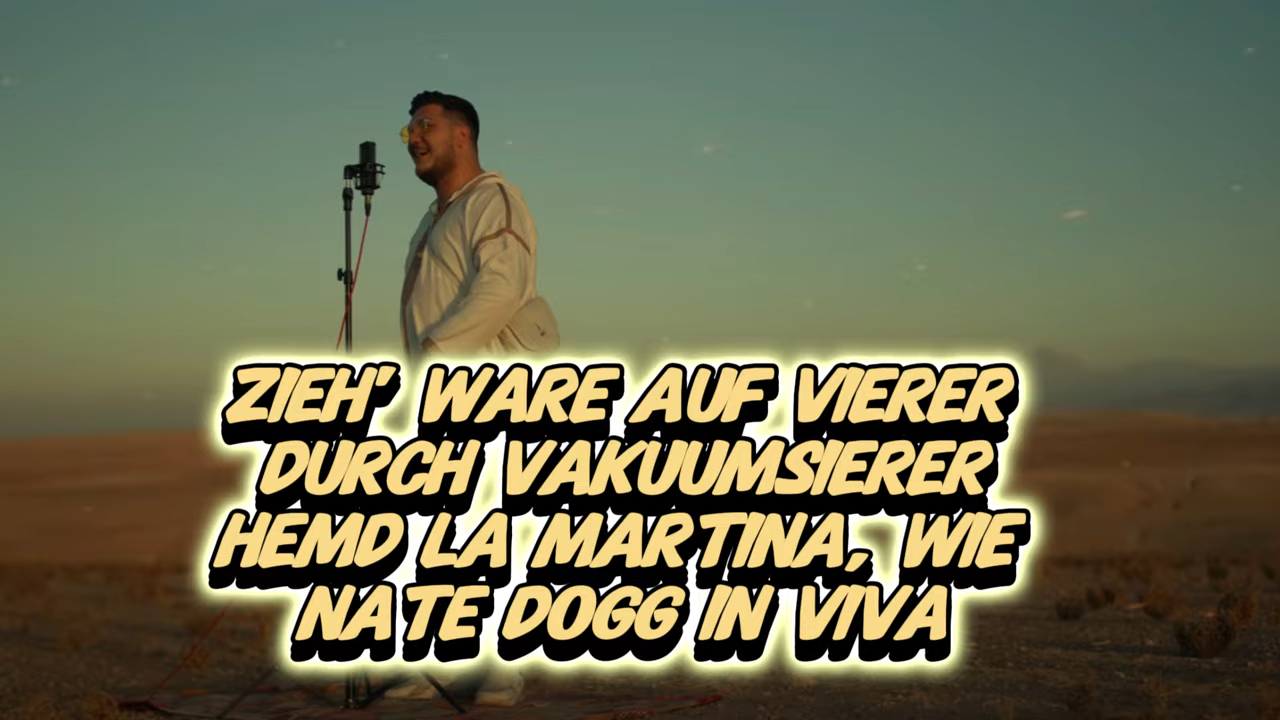 ZIEH' WARE AUF VIERER
DURCH VAKUUMSIERER
HEMD LA MARTINA, WIE
NATE DOGG IN VIVA